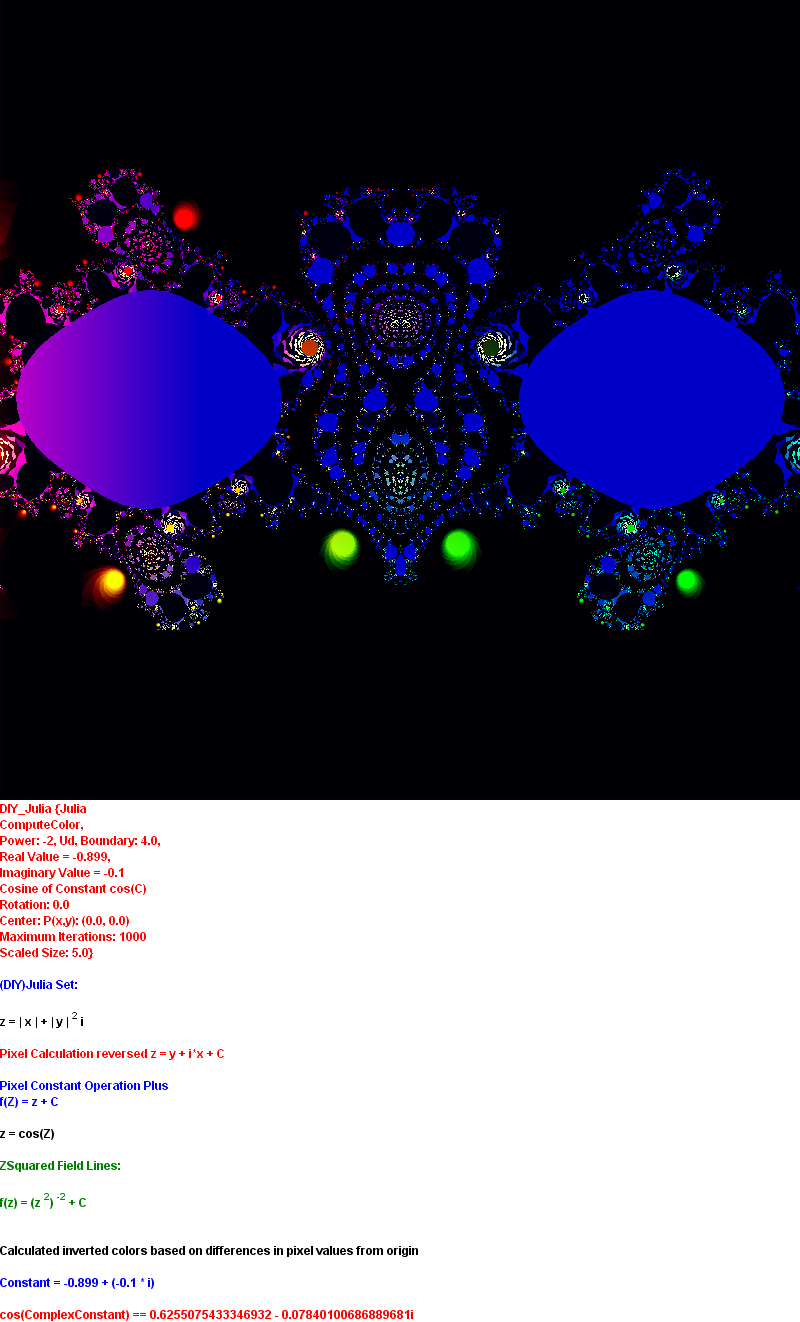 DIY_Julia {Julia
ComputeColor,
Power: -2, Ud, Boundary: 4.0,
Real Value = -0.899,
Imaginary Value = -0.1
Cosine of Constant cos(C)
Rotation: 0.0
Center: P(x,y): (0.0, 0.0)
Maximum Iterations: 1000
Scaled Size: 5.0}
(DIY)Julia Set:
z = | x | + | y | ² i
Pixel Calculation reversed z = y + i*x + C
Pixel Constant Operation Plus
f(Z) = z + C
z = cos(Z)
ZSquared Field Lines:
f(z) = (z ²) ⁻² + C
Calculated inverted colors based on differences in pixel values from origin
Constant = -0.899 + (-0.1 * i)
cos(ComplexConstant) == 0.6255075433346932 - 0.07840100686889681i